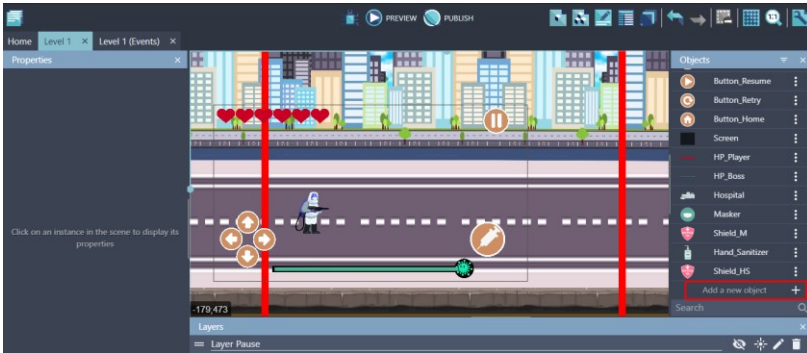 PREVIEW
PUBLISH
1:1
Home
Level 1 ×
Level 1 (Events) ×
Properties ×
Click on an instance in the scene to display its
properties
-179,473
Layers ×
Layer Pause
Objects ×
Button_Resume
Button_Retry
Button_Home
Screen
HP_Player
HP_Boss
Hospital
Masker
Shield_M
Hand_Sanitizer
Shield_HS
Add a new object +
Search